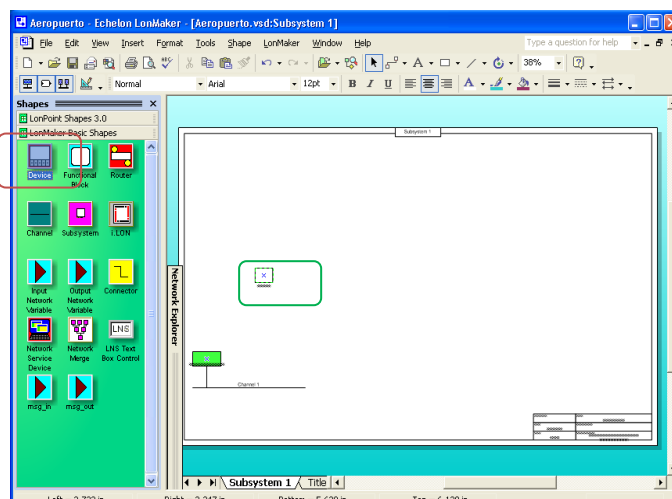 Aeropuerto - Echelon LonMaker - [Aeropuerto.vsd:Subsystem 1]
File Edit View Insert Format Tools Shape LonMaker Window Help
Type a question for help
38%
Normal
Arial
12pt
B I U
Shapes
LonPoint Shapes 3.0
LonMaker Basic Shapes
Device
Functional Block
Router
Channel
Subsystem
i.LON
Input Network Variable
Output Network Variable
Connector
Network Service Device
Network Merge
LNS
LNS Text Box Control
msg_in
msg_out
Network Explorer
Subsystem 1
Channel 1
Subsystem 1
Title